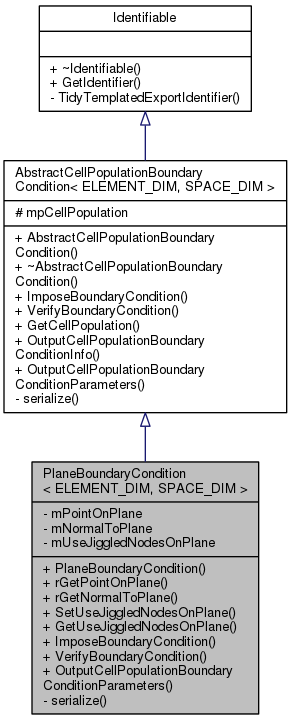 Identifiable
+ ~Identifiable()
+ GetIdentifier()
- TidyTemplatedExportIdentifier()
AbstractCellPopulationBoundary
Condition< ELEMENT_DIM, SPACE_DIM >
# mpCellPopulation
+ AbstractCellPopulationBoundary
Condition()
+ ~AbstractCellPopulationBoundary
Condition()
+ ImposeBoundaryCondition()
+ VerifyBoundaryCondition()
+ GetCellPopulation()
+ OutputCellPopulationBoundary
ConditionInfo()
+ OutputCellPopulationBoundary
ConditionParameters()
- serialize()
PlaneBoundaryCondition
< ELEMENT_DIM, SPACE_DIM >
- mPointOnPlane
- mNormalToPlane
- mUseJiggledNodesOnPlane
+ PlaneBoundaryCondition()
+ rGetPointOnPlane()
+ rGetNormalToPlane()
+ SetUseJiggledNodesOnPlane()
+ GetUseJiggledNodesOnPlane()
+ ImposeBoundaryCondition()
+ VerifyBoundaryCondition()
+ OutputCellPopulationBoundary
ConditionParameters()
- serialize()